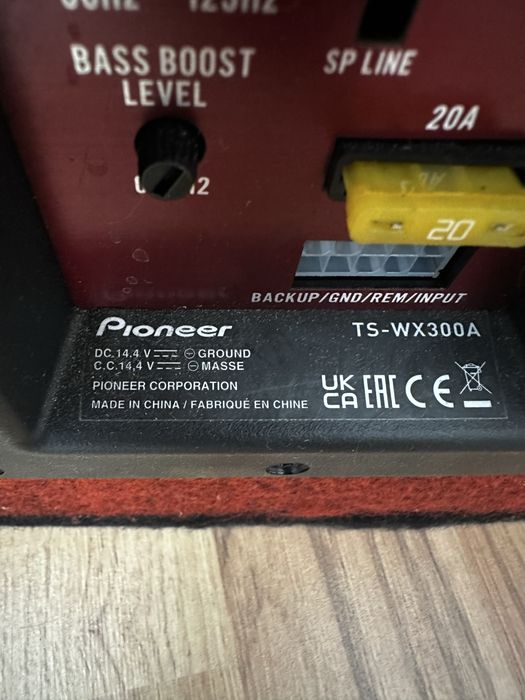 125HZ
BASS BOOST
LEVEL
SP LINE
20A
20
BACKUP/GND/REM/INPUT
Pioneer
TS-WX300A
DC.14,4 V ⎓ ⊖ GROUND
C.C.14,4 V ⎓ ⊖ MASSE
PIONEER CORPORATION
MADE IN CHINA / FABRIQUÉ EN CHINE
UK
CA EAC CE